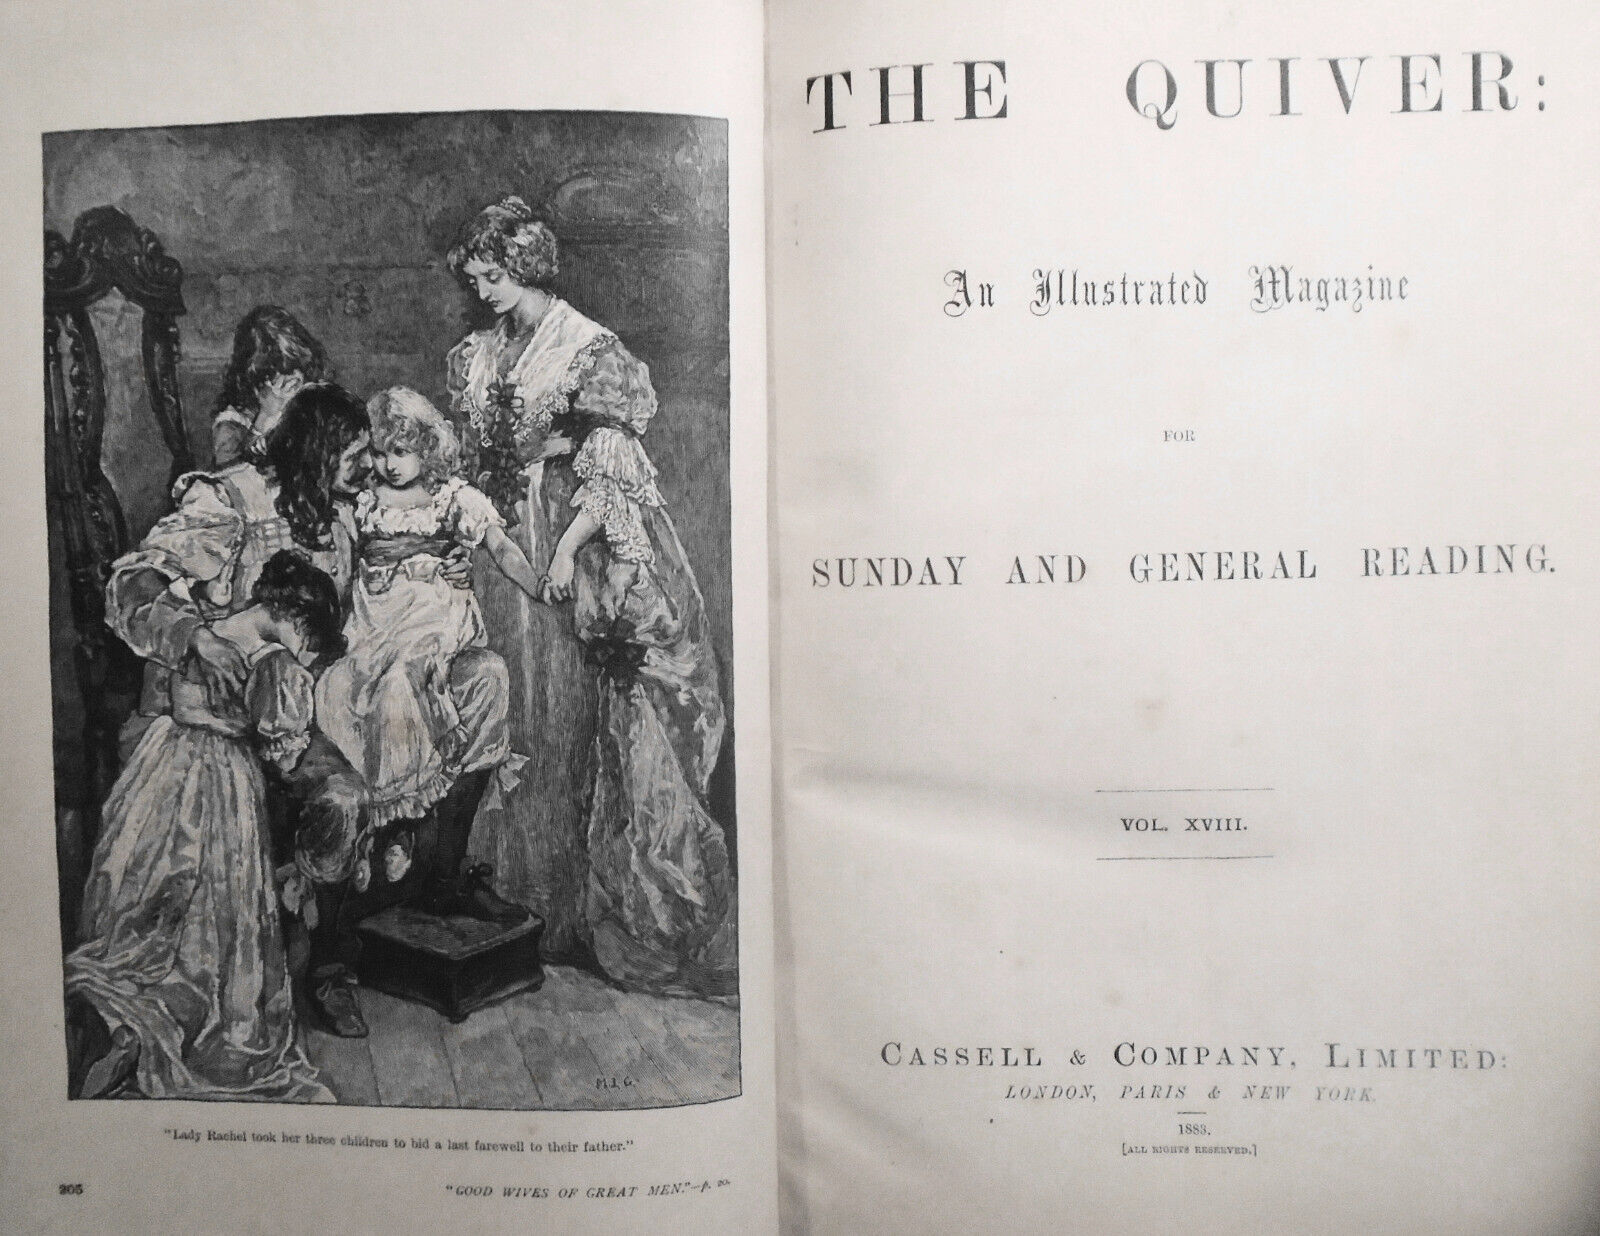 M.L.G.
"Lady Rachel took her three children to bid a last farewell to their father."
205
"GOOD WIVES OF GREAT MEN."—p. 20.
THE QUIVER:
An Illustrated Magazine
FOR
SUNDAY AND GENERAL READING.
VOL. XVIII.
CASSELL & COMPANY, LIMITED:
LONDON, PARIS & NEW YORK.
1883.
[ALL RIGHTS RESERVED.]